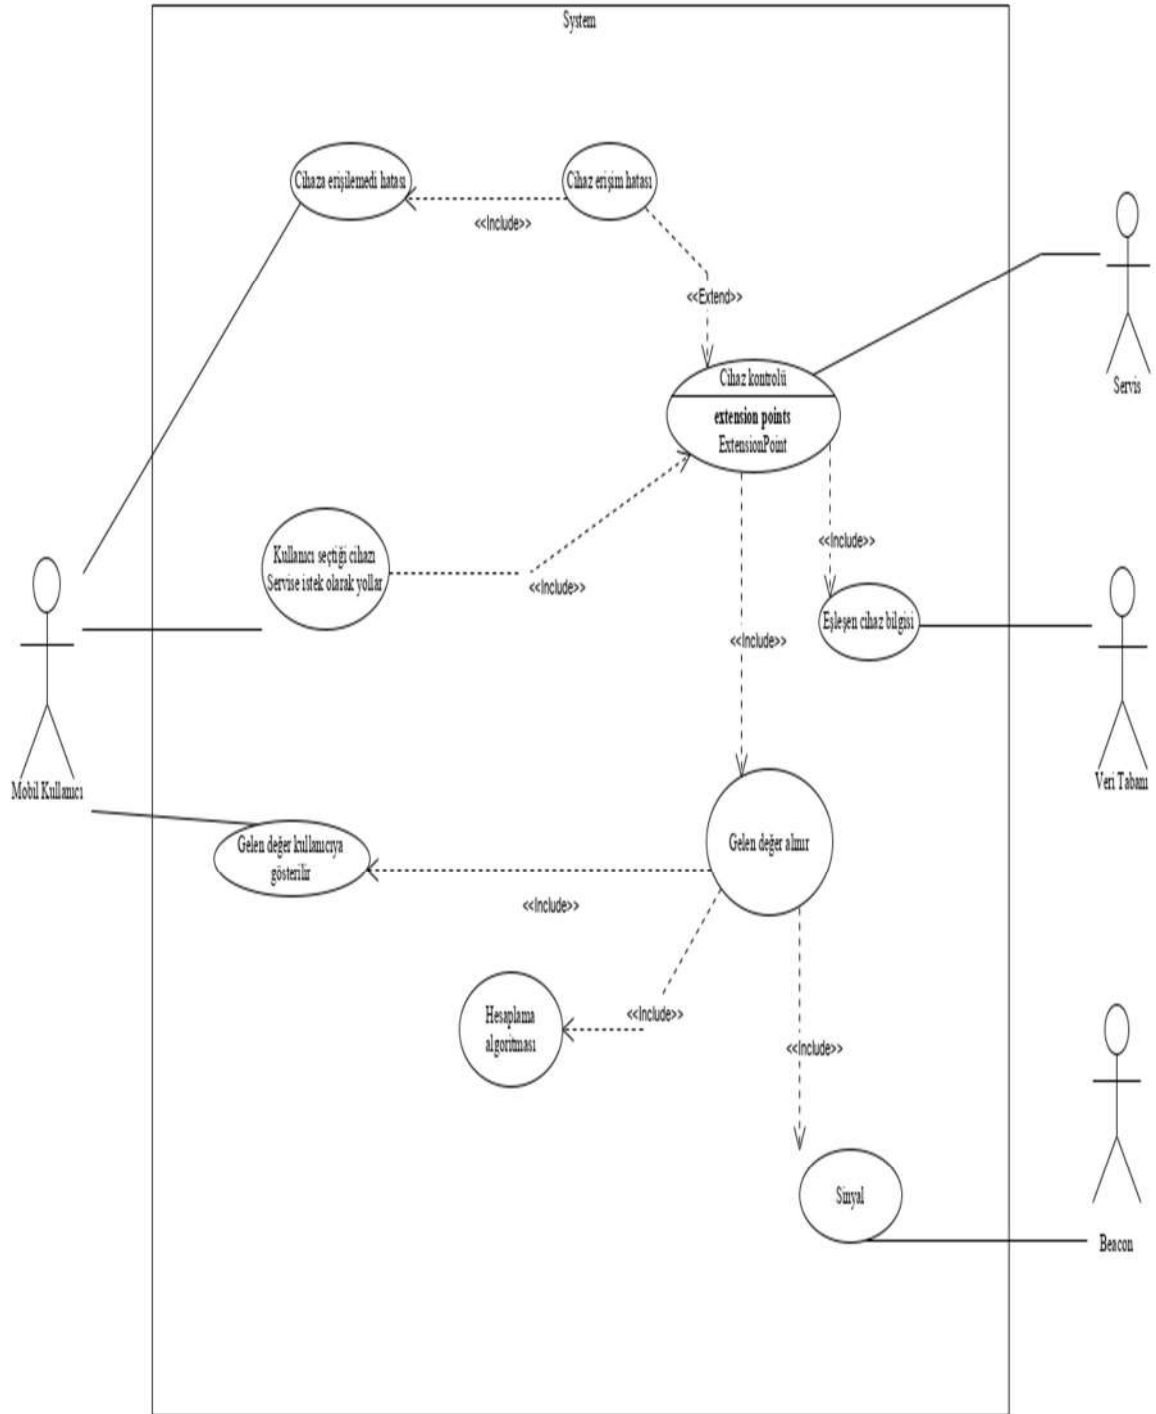 System
Cihaza erişilemedi hatası
Cihaz erişim hatası
<<Include>>
<<Extend>>
Cihaz kontrolü
extension points
ExtensionPoint
Servis
Kullanıcı seçtiği cihazı
Servise istek olarak yollar
<<Include>>
<<Include>>
Eşleşen cihaz bilgisi
<<Include>>
Mobil Kullanıcı
Veri Tabanı
Gelen değer kullanıcıya
gösterilir
Gelen değer alınır
<<Include>>
Hesaplama
algoritması
<<Include>>
<<Include>>
Sinyal
Beacon